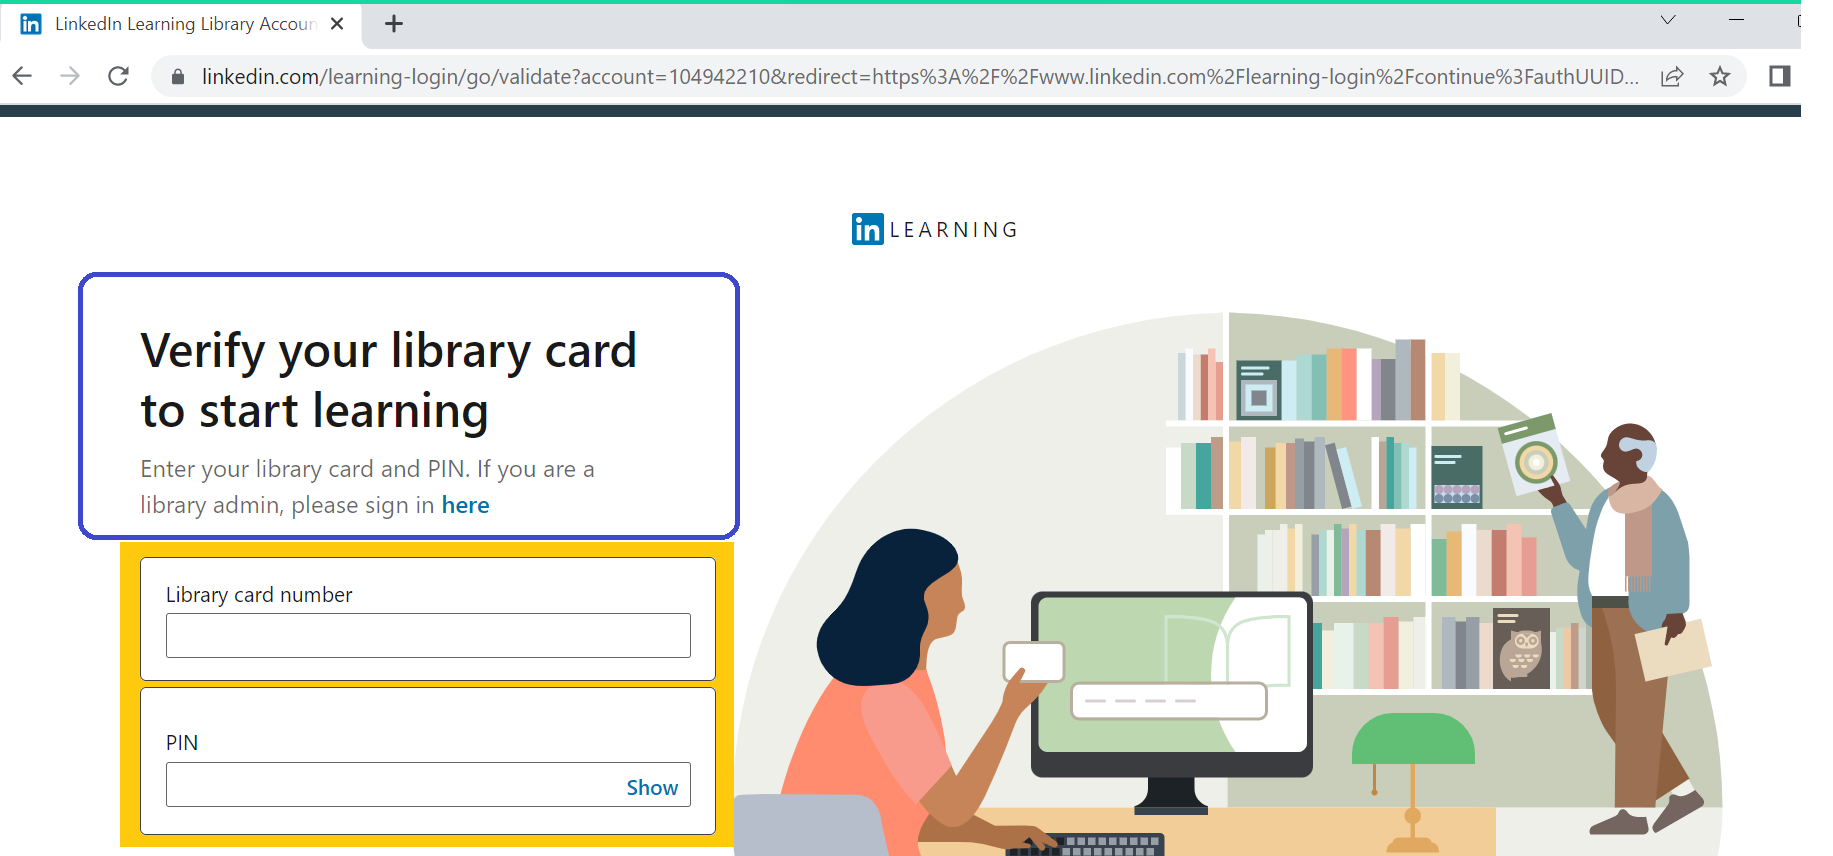 in LinkedIn Learning Library Accoun
linkedin.com/learning-login/go/validate?account=104942210&redirect=https%3A%2F%2Fwww.linkedin.com%2Flearning-login%2Fcontinue%3FauthUUID...
in LEARNING
Verify your library card
to start learning
Enter your library card and PIN. If you are a
library admin, please sign in here
Library card number
PIN
Show